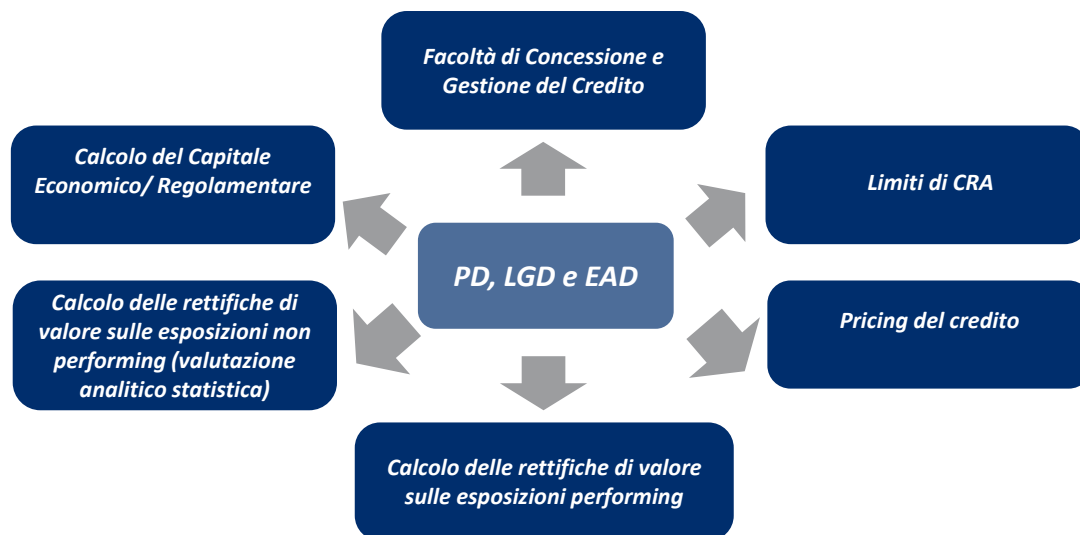 Facoltà di Concessione e
Gestione del Credito
Calcolo del Capitale
Economico/ Regolamentare
Limiti di CRA
PD, LGD e EAD
Calcolo delle rettifiche di
valore sulle esposizioni non
performing (valutazione
analitico statistica)
Pricing del credito
Calcolo delle rettifiche di valore
sulle esposizioni performing